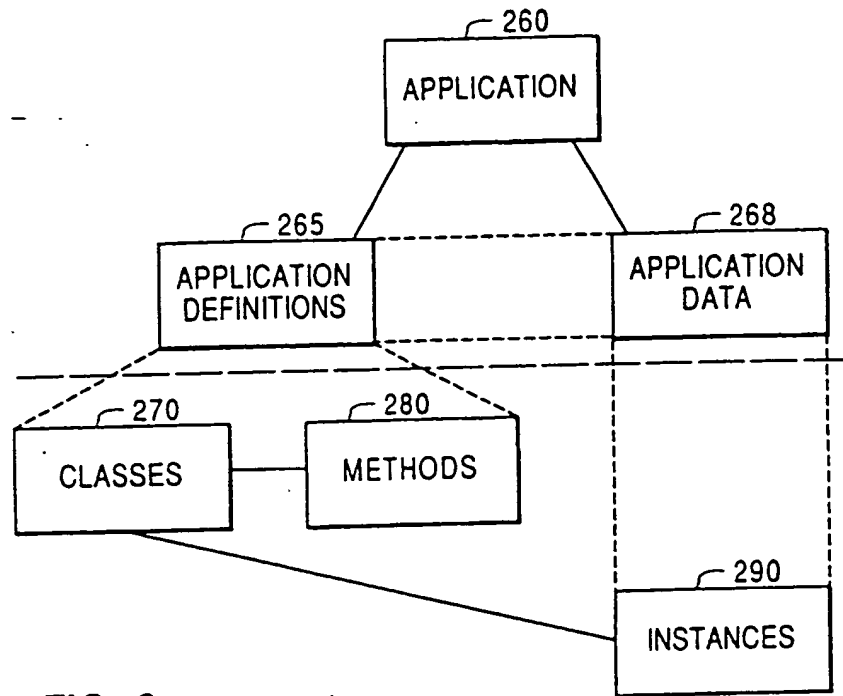 260
APPLICATION
265
268
APPLICATION
DEFINITIONS
APPLICATION
DATA
270
280
CLASSES
METHODS
290
INSTANCES